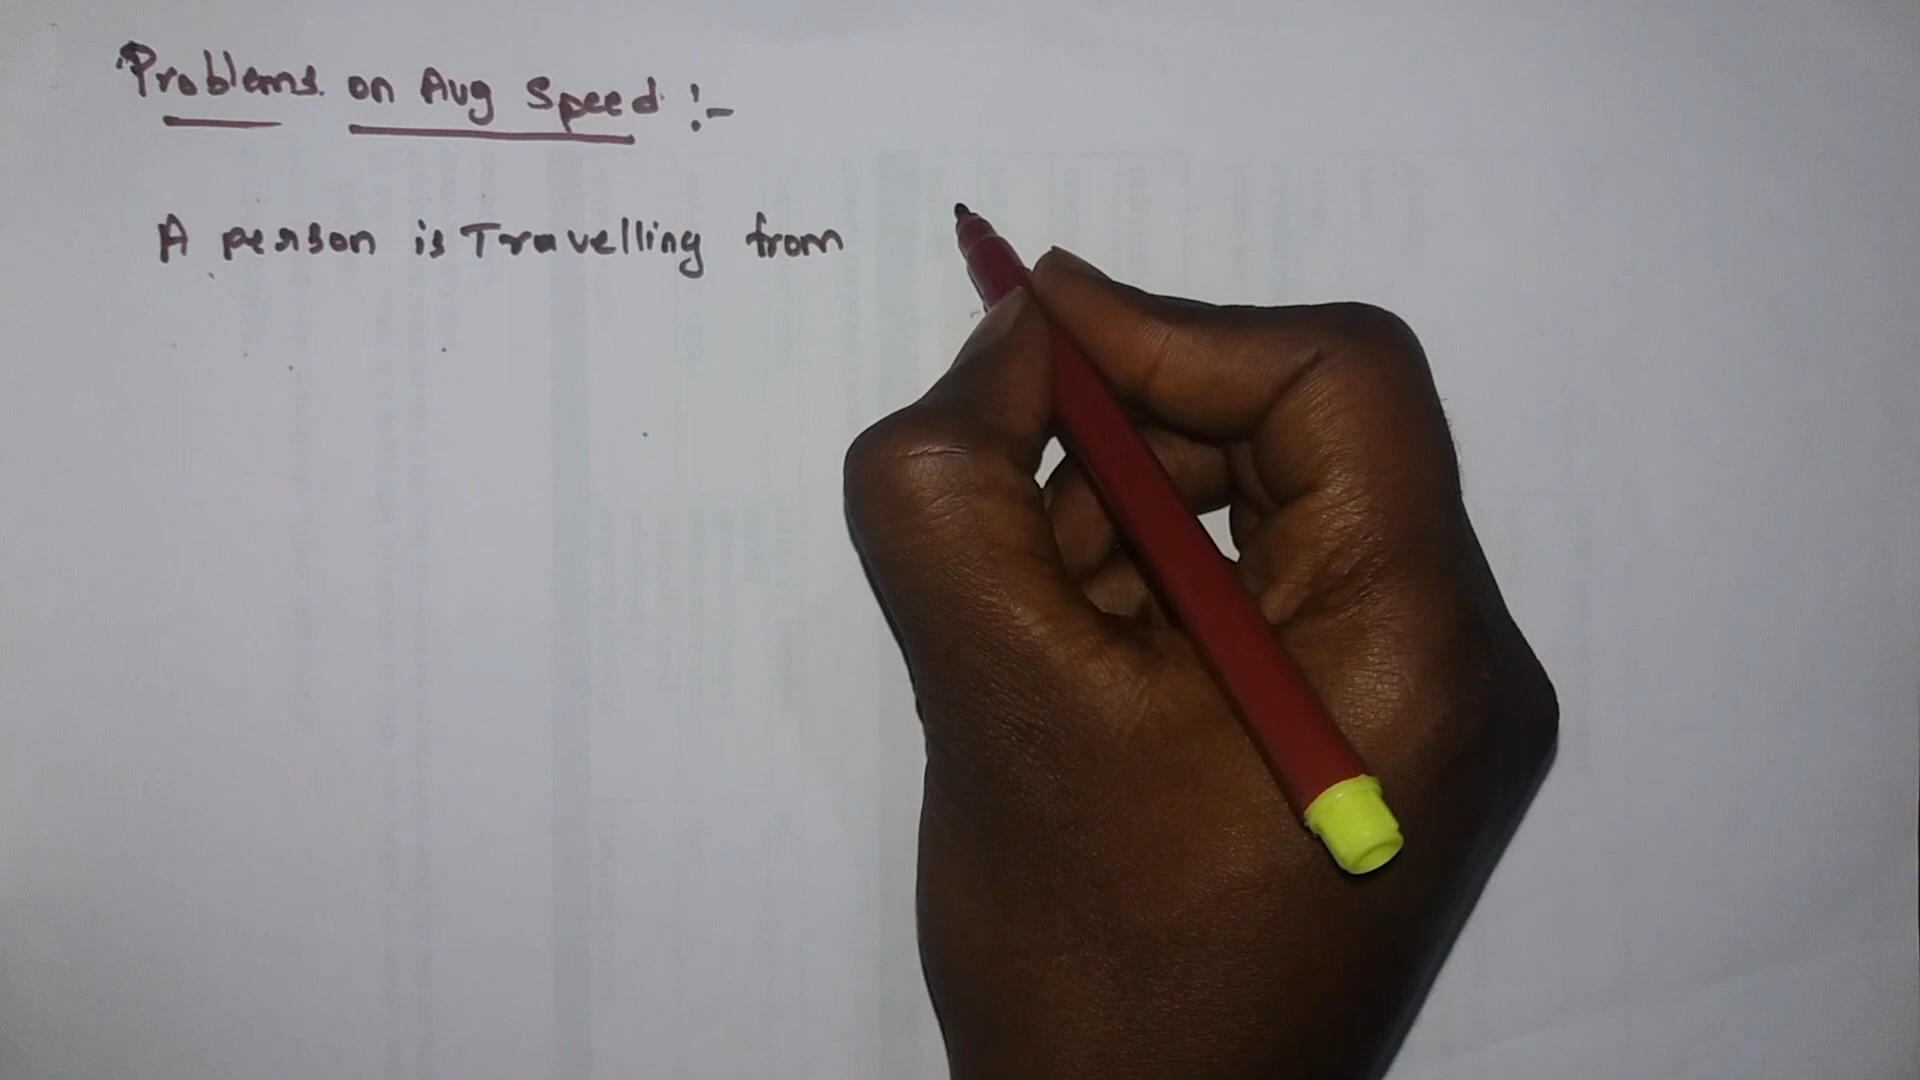 Problems on Avg Speed :-
A person is Travelling from